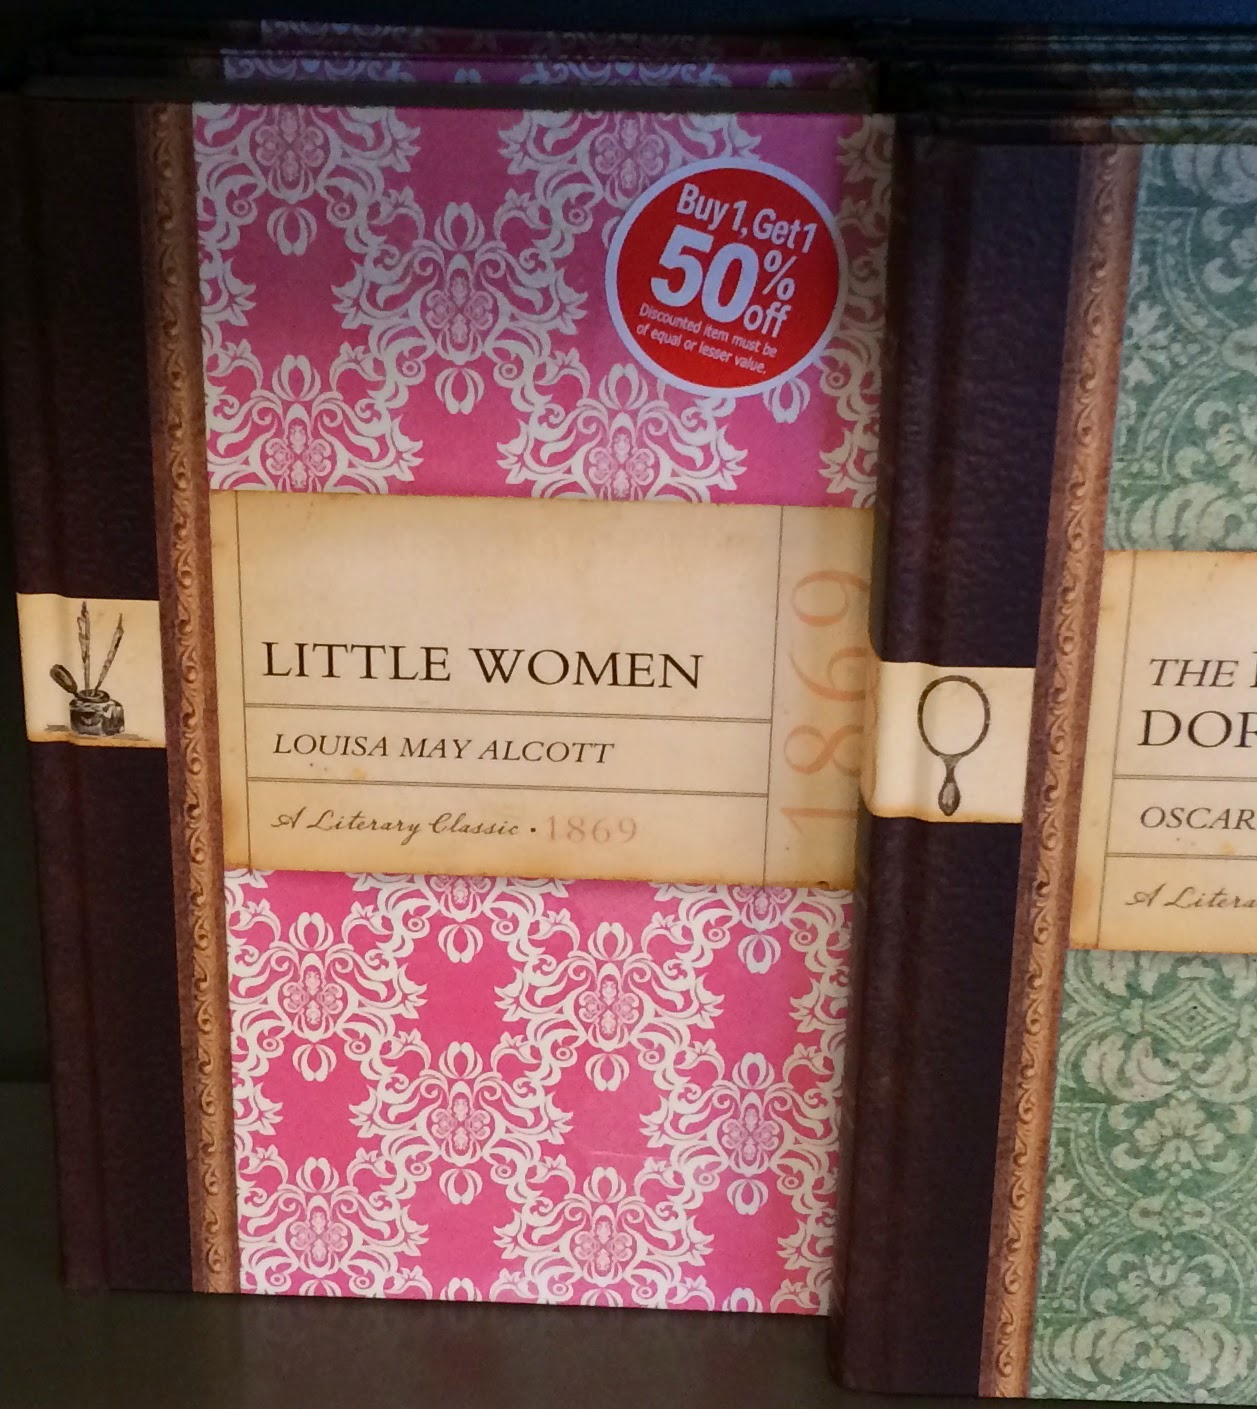 Buy 1, Get 1
50% off
Discounted item must be
of equal or lesser value.
LITTLE WOMEN
LOUISA MAY ALCOTT
A Literary Classic · 1869
1869
THE
DOR
OSCAR
A Litera